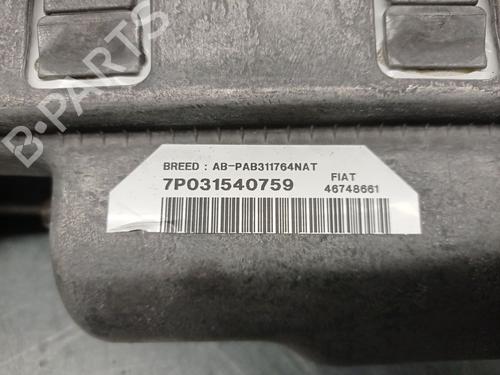 B-PARTS
BREED : AB-PAB311764NAT
7P031540759
FIAT
46748661